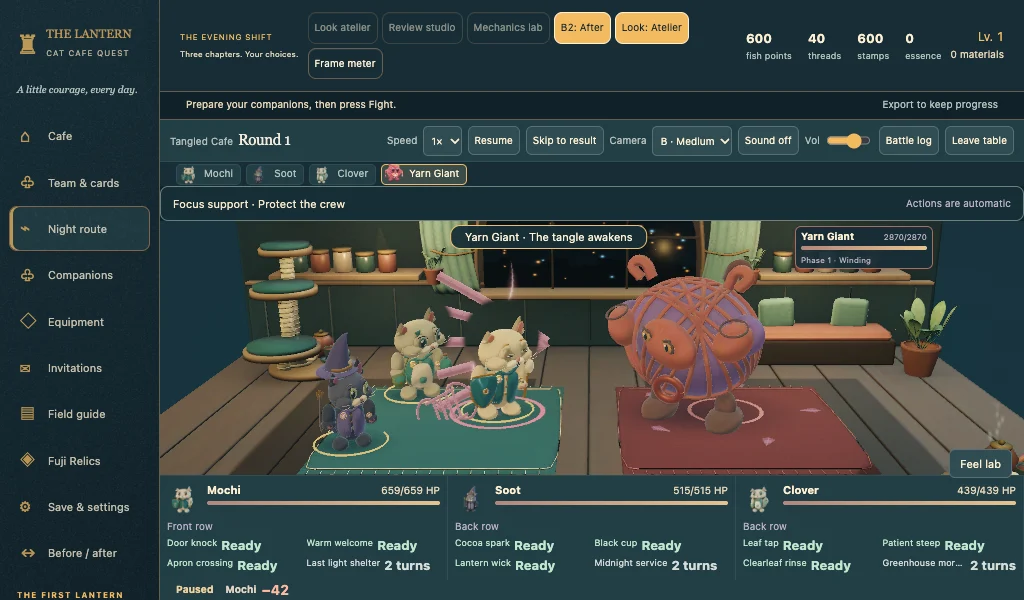 THE LANTERN
CAT CAFE QUEST
A little courage, every day.
Cafe
Team & cards
Night route
Companions
Equipment
Invitations
Field guide
Fuji Relics
Save & settings
Before / after
THE FIRST LANTERN
THE EVENING SHIFT
Three chapters. Your choices.
Look atelier
Review studio
Mechanics lab
B2: After
Look: Atelier
Frame meter
600 fish points
40 threads
600 stamps
0 essence
Lv. 1
0 materials
Prepare your companions, then press Fight.
Export to keep progress
Tangled Cafe Round 1
Speed 1x
Resume
Skip to result
Camera B · Medium
Sound off
Vol
Battle log
Leave table
Mochi
Soot
Clover
Yarn Giant
Focus support · Protect the crew
Actions are automatic
Yarn Giant · The tangle awakens
Yarn Giant 2870/2870
Phase 1 · Winding
Feel lab
Mochi 659/659 HP
Front row
Door knock Ready
Warm welcome Ready
Apron crossing Ready
Last light shelter 2 turns
Soot 515/515 HP
Back row
Cocoa spark Ready
Black cup Ready
Lantern wick Ready
Midnight service 2 turns
Clover 439/439 HP
Back row
Leaf tap Ready
Patient steep Ready
Clearleaf rinse Ready
Greenhouse mor... 2 turns
Paused Mochi −42